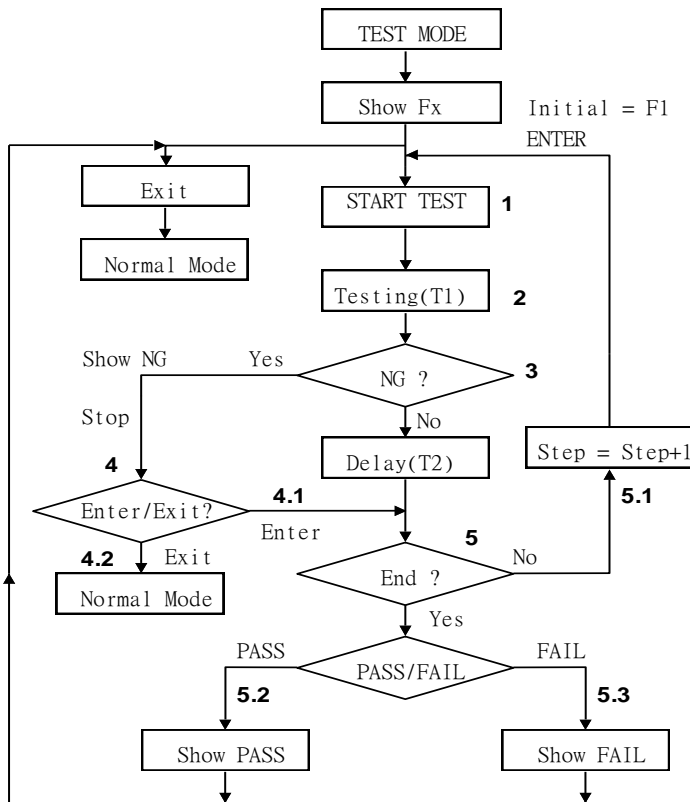 TEST MODE
Show Fx
Initial = F1
ENTER
Exit
START TEST
1
Normal Mode
Testing(T1)
2
Show NG
Yes
NG ?
3
Stop
No
Step = Step+1
Delay(T2)
4
4.1
5.1
Enter/Exit?
Enter
5
4.2
Exit
End ?
No
Normal Mode
Yes
PASS
PASS/FAIL
FAIL
5.2
5.3
Show PASS
Show FAIL